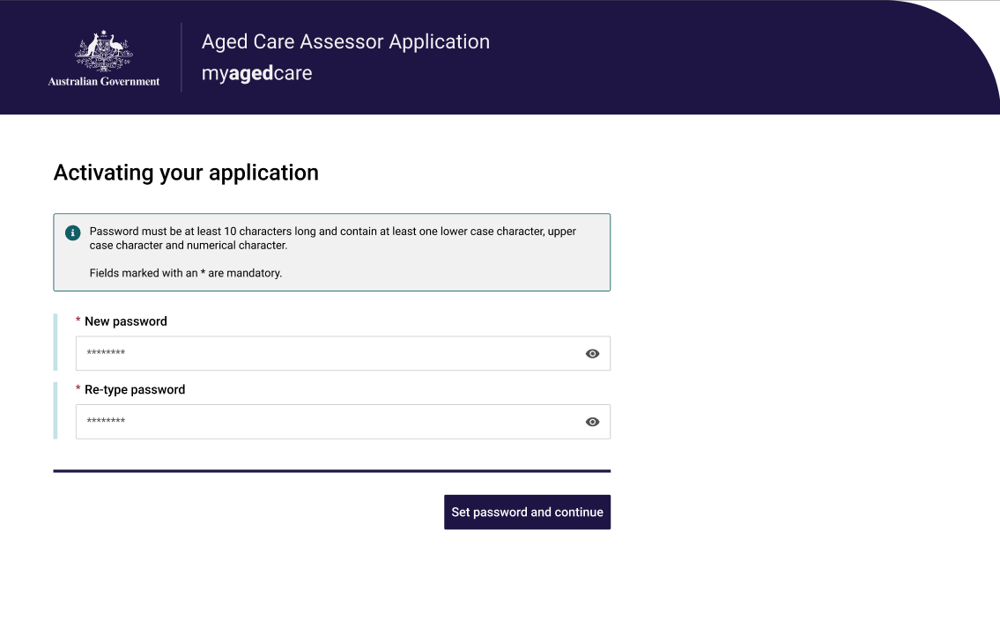 Australian Government
Aged Care Assessor Application
myagedcare
Activating your application
Password must be at least 10 characters long and contain at least one lower case character, upper
case character and numerical character.
Fields marked with an * are mandatory.
* New password
********
* Re-type password
********
Set password and continue